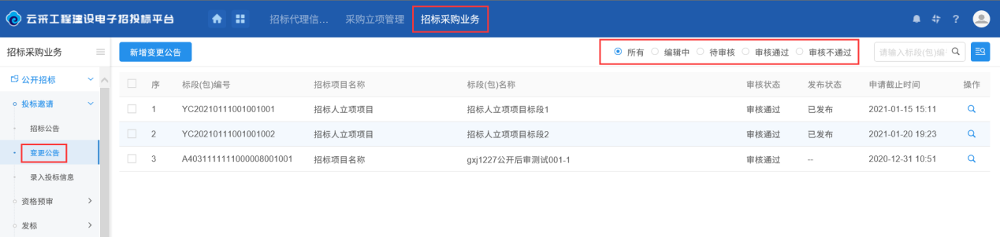 云采工程建设电子招投标平台 招标代理信... 采购立项管理 招标采购业务 ?
招标采购业务 新增变更公告 所有 编辑中 待审核 审核通过 审核不通过 请输入标段(包)编
公开招标 序 标段(包)编号 招标项目名称 标段(包)名称 审核状态 发布状态 申请截止时间 操作
投标邀请 1 YC20210111001001001 招标人立项项目 招标人立项项目标段1 审核通过 已发布 2021-01-15 15:11
招标公告 2 YC20210111001001002 招标人立项项目 招标人立项项目标段2 审核通过 已发布 2021-01-20 19:23
变更公告 3 A4031111111000008001001 招标项目名称 gxj1227公开后审测试001-1 审核通过 -- 2020-12-31 10:51
录入投标信息
资格预审
发标